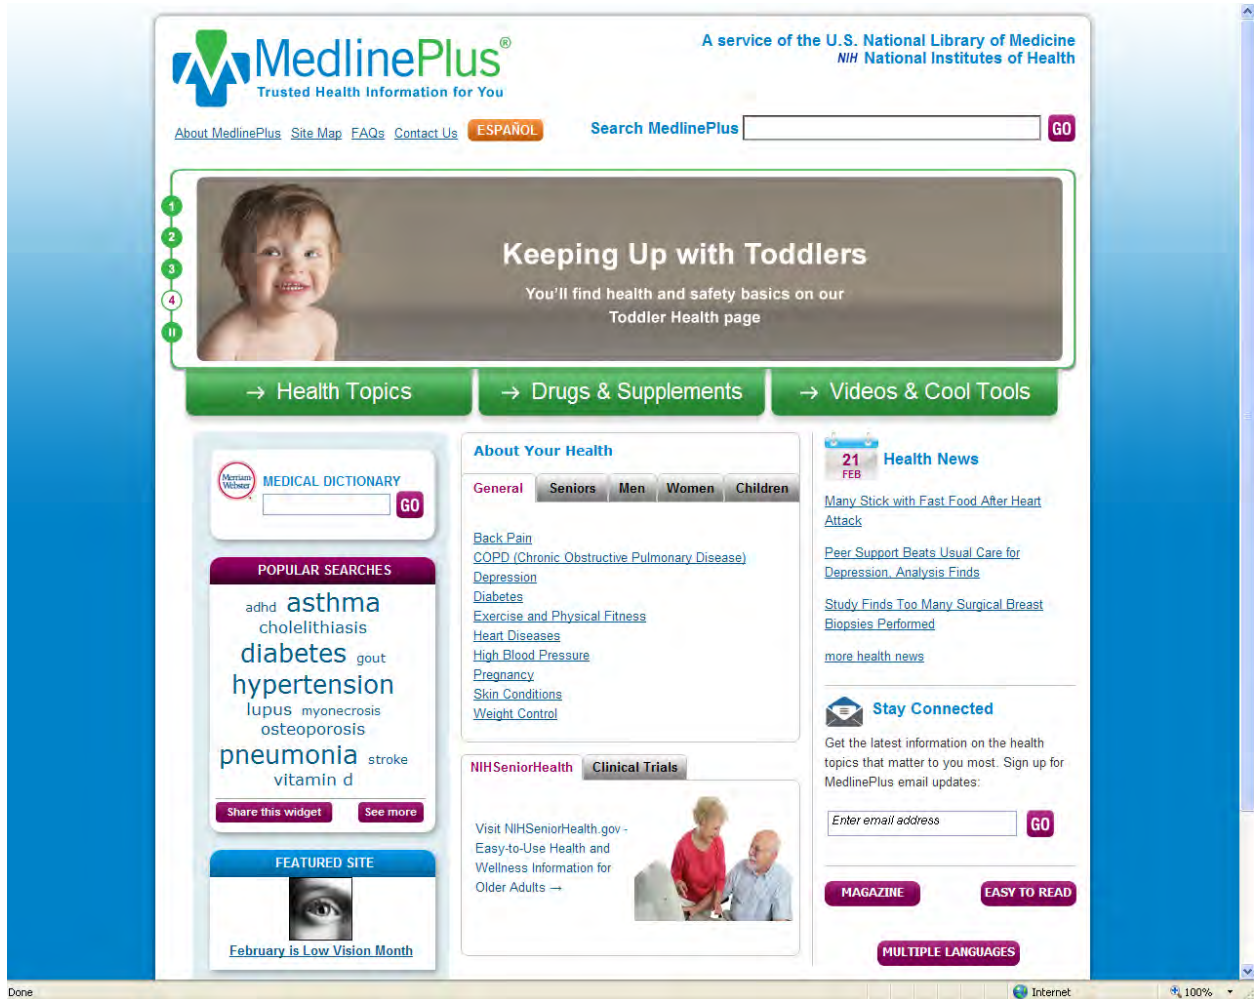 MedlinePlus®
Trusted Health Information for You
A service of the U.S. National Library of Medicine
NIH National Institutes of Health
About MedlinePlus Site Map FAQs Contact Us ESPAÑOL
Search MedlinePlus GO
1
2
3
4
Keeping Up with Toddlers
You'll find health and safety basics on our
Toddler Health page
→ Health Topics
→ Drugs & Supplements
→ Videos & Cool Tools
Merriam
Webster
MEDICAL DICTIONARY
GO
POPULAR SEARCHES
adhd asthma
cholelithiasis
diabetes gout
hypertension
lupus myonecrosis
osteoporosis
pneumonia stroke
vitamin d
Share this widget See more
FEATURED SITE
February is Low Vision Month
About Your Health
General Seniors Men Women Children
Back Pain
COPD (Chronic Obstructive Pulmonary Disease)
Depression
Diabetes
Exercise and Physical Fitness
Heart Diseases
High Blood Pressure
Pregnancy
Skin Conditions
Weight Control
NIHSeniorHealth Clinical Trials
Visit NIHSeniorHealth.gov -
Easy-to-Use Health and
Wellness Information for
Older Adults →
21
FEB
Health News
Many Stick with Fast Food After Heart
Attack
Peer Support Beats Usual Care for
Depression, Analysis Finds
Study Finds Too Many Surgical Breast
Biopsies Performed
more health news
Stay Connected
Get the latest information on the health
topics that matter to you most. Sign up for
MedlinePlus email updates:
Enter email address GO
MAGAZINE EASY TO READ
MULTIPLE LANGUAGES
Done Internet 100%